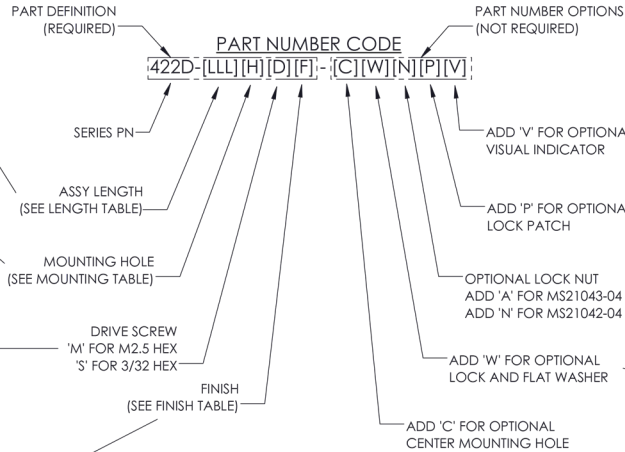 PART DEFINITION
(REQUIRED)
PART NUMBER OPTIONS
(NOT REQUIRED)
PART NUMBER CODE
422D-[LLL][H][D][F]-[C][W][N][P][V]
SERIES PN
ADD 'V' FOR OPTIONA
VISUAL INDICATOR
ASSY LENGTH
(SEE LENGTH TABLE)
ADD 'P' FOR OPTIONA
LOCK PATCH
MOUNTING HOLE
(SEE MOUNTING TABLE)
OPTIONAL LOCK NUT
ADD 'A' FOR MS21043-04
ADD 'N' FOR MS21042-04
DRIVE SCREW
'M' FOR M2.5 HEX
'S' FOR 3/32 HEX
ADD 'W' FOR OPTIONAL
LOCK AND FLAT WASHER
FINISH
(SEE FINISH TABLE)
ADD 'C' FOR OPTIONAL
CENTER MOUNTING HOLE